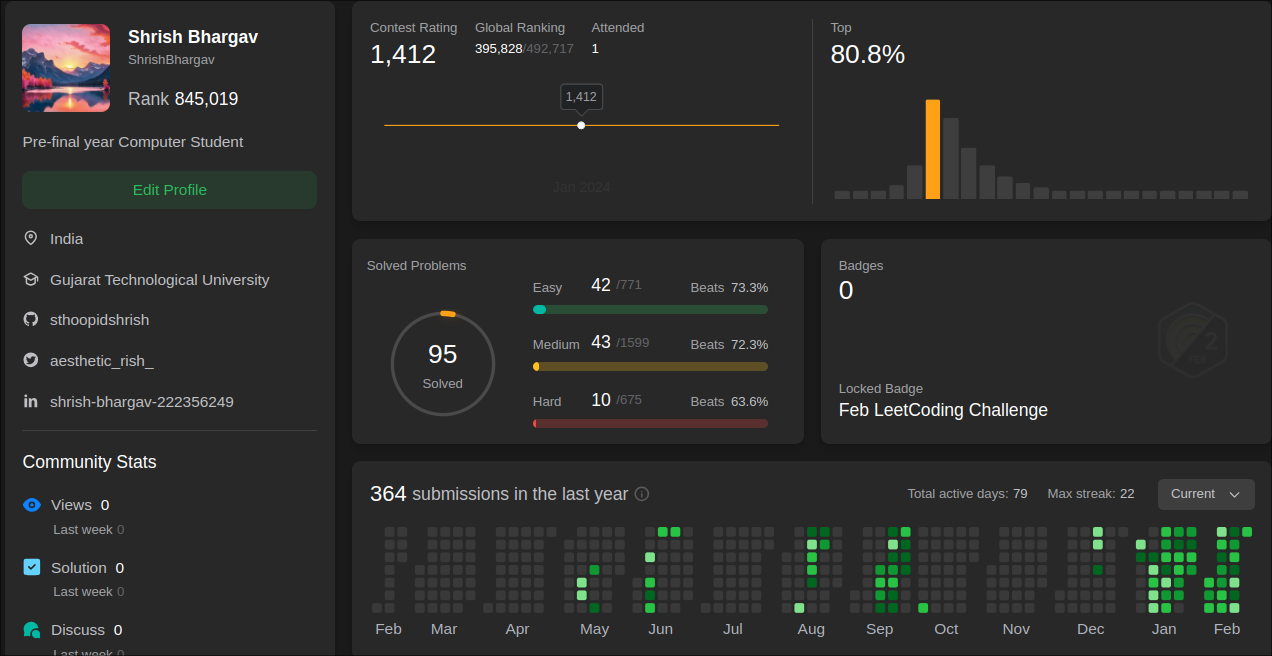 Shrish Bhargav
ShrishBhargav
Rank 845,019
Pre-final year Computer Student
Edit Profile
India
Gujarat Technological University
sthoopidshrish
aesthetic_rish_
shrish-bhargav-222356249
Community Stats
Views 0
Last week 0
Solution 0
Last week 0
Discuss 0
Last week 0
Contest Rating
1,412
Global Ranking
395,828/492,717
Attended
1
1,412
Jan 2024
Top
80.8%
Solved Problems
95
Solved
Easy 42 /771 Beats 73.3%
Medium 43 /1599 Beats 72.3%
Hard 10 /675 Beats 63.6%
Badges
0
2
FEB
Locked Badge
Feb LeetCoding Challenge
364 submissions in the last year
Total active days: 79 Max streak: 22 Current
Feb Mar Apr May Jun Jul Aug Sep Oct Nov Dec Jan Feb